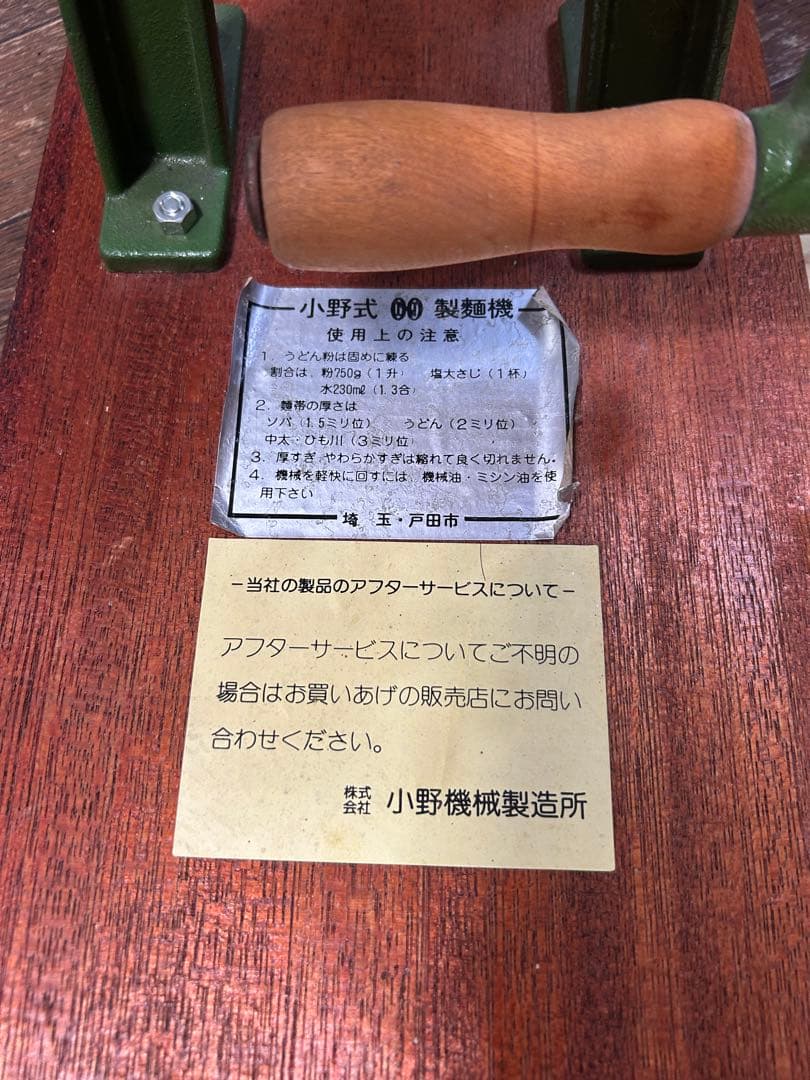 小野式 製麺機
使用上の注意
1. うどん粉は固めに練る
割合は、粉750g(1升) 塩大さじ(1杯)
水230mℓ(1.3合)
2. 麺帯の厚さは
ソバ(1.5ミリ位) うどん(2ミリ位)
中太・ひも川(3ミリ位)
3. 厚すぎ やわらかすぎは縮れて良く切れません。
4. 機械を軽快に回すには、機械油・ミシン油を使
用下さい
埼 玉・戸田市
-当社の製品のアフターサービスについて-
アフターサービスについてご不明の
場合はお買いあげの販売店にお問い
合わせください。
株式会社 小野機械製造所